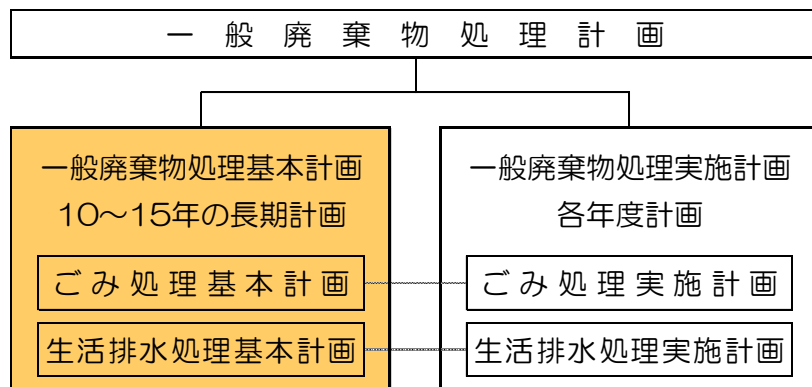 一般廃棄物処理計画
一般廃棄物処理基本計画
10～15年の長期計画
ごみ処理基本計画
生活排水処理基本計画
一般廃棄物処理実施計画
各年度計画
ごみ処理実施計画
生活排水処理実施計画